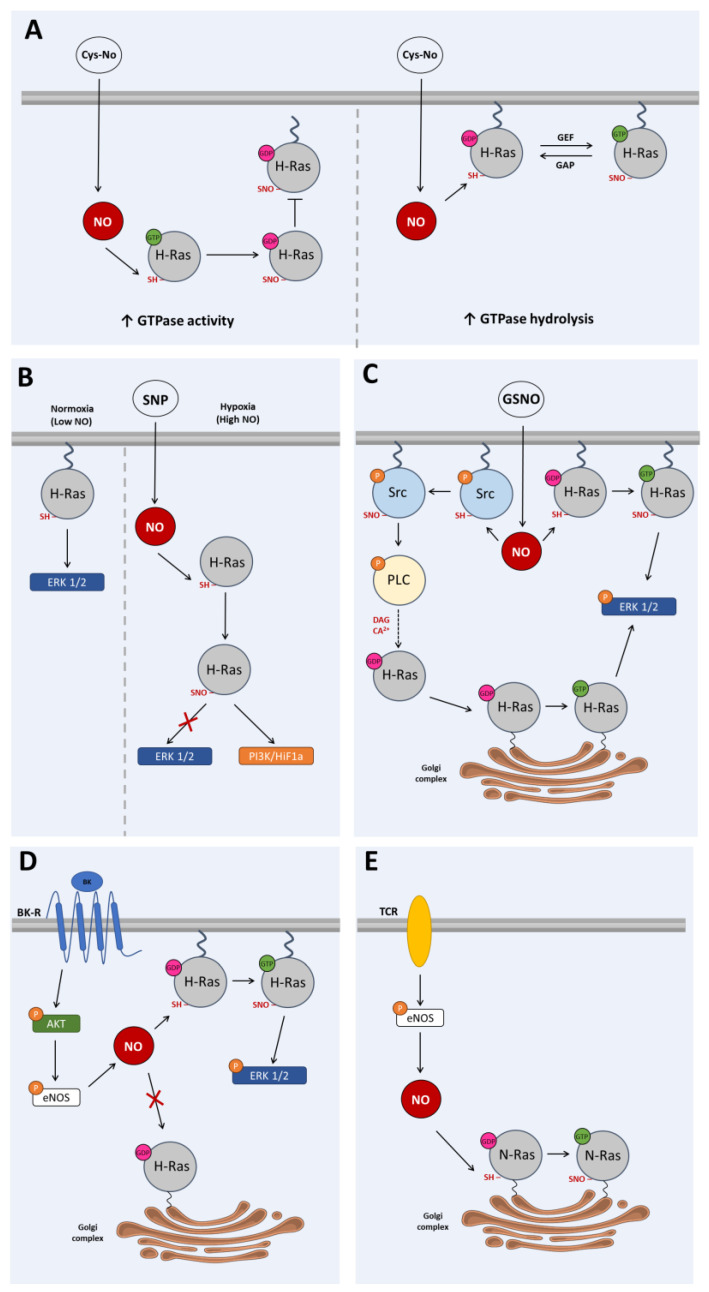 A
Cys-No
NO
GTP
H-Ras
SH
GDP
H-Ras
SNO
GDP
H-Ras
SNO
↑ GTPase activity
Cys-No
NO
GDP
H-Ras
SH
GEF
GAP
GTP
H-Ras
SNO
↑ GTPase hydrolysis
B
Normoxia
(Low NO)
SNP
Hypoxia
(High NO)
H-Ras
SH
ERK 1/2
NO
H-Ras
SH
H-Ras
SNO
ERK 1/2
PI3K/HiF1a
C
GSNO
P
Src
SNO
P
Src
SH
NO
GDP
H-Ras
SH
GTP
H-Ras
SNO
P
PLC
DAG
CA²⁺
P
ERK 1/2
GDP
H-Ras
GDP
H-Ras
GTP
H-Ras
Golgi
complex
D
BK
BK-R
P
AKT
P
eNOS
NO
GDP
H-Ras
SH
GTP
H-Ras
SNO
P
ERK 1/2
GDP
H-Ras
Golgi
complex
E
TCR
P
eNOS
NO
GDP
N-Ras
SH
GTP
N-Ras
SNO
Golgi
complex